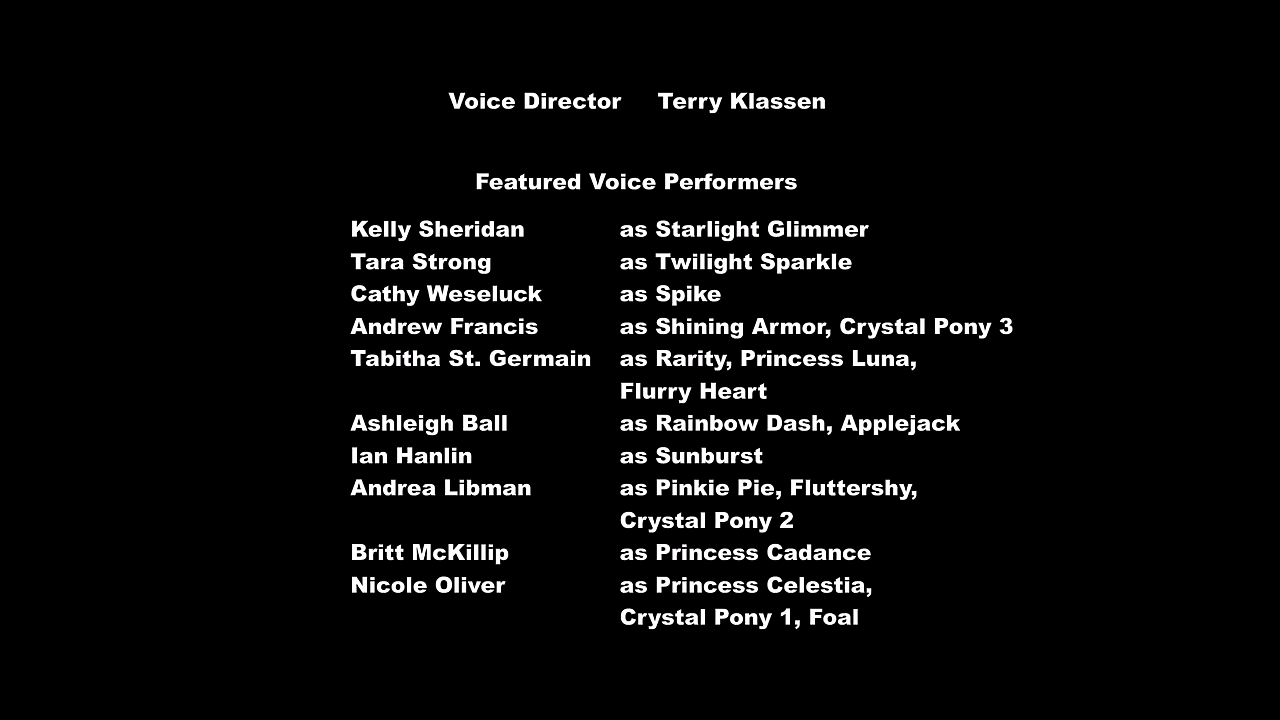 Voice Director Terry Klassen
Featured Voice Performers
Kelly Sheridan as Starlight Glimmer
Tara Strong as Twilight Sparkle
Cathy Weseluck as Spike
Andrew Francis as Shining Armor, Crystal Pony 3
Tabitha St. Germain as Rarity, Princess Luna,
Flurry Heart
Ashleigh Ball as Rainbow Dash, Applejack
Ian Hanlin as Sunburst
Andrea Libman as Pinkie Pie, Fluttershy,
Crystal Pony 2
Britt McKillip as Princess Cadance
Nicole Oliver as Princess Celestia,
Crystal Pony 1, Foal